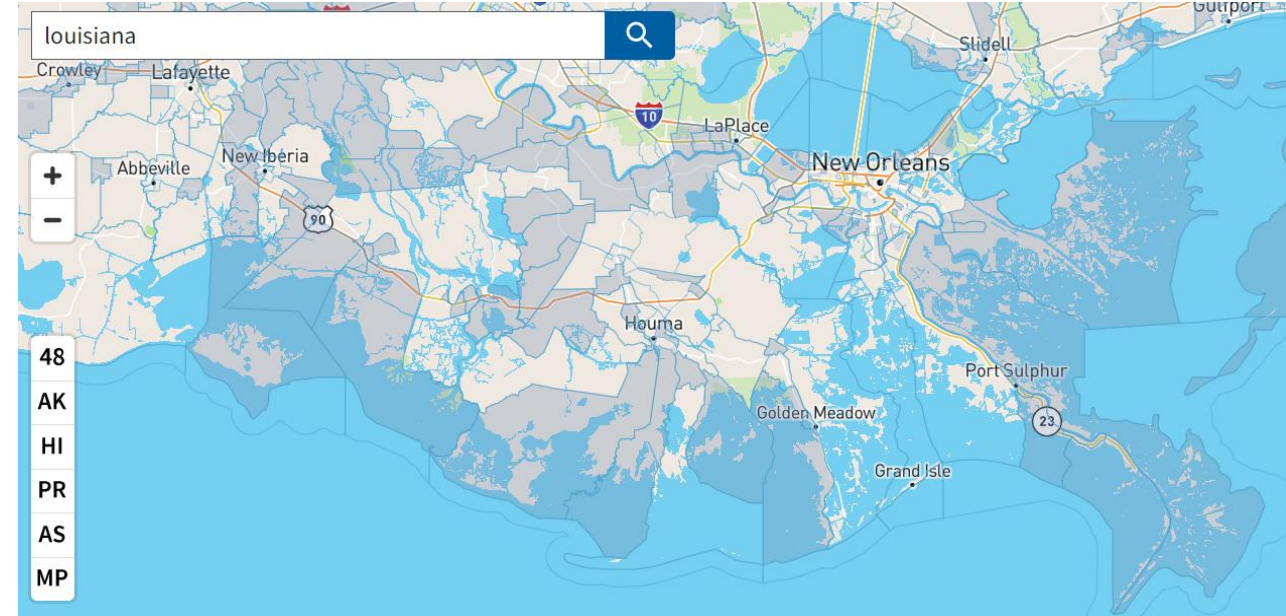 louisiana
Gulfport
Slidell
Crowley
Lafayette
10
LaPlace
New Orleans
New Iberia
Abbeville
+
−
90
48
AK
HI
PR
AS
MP
Houma
Port Sulphur
Golden Meadow
23
Grand Isle